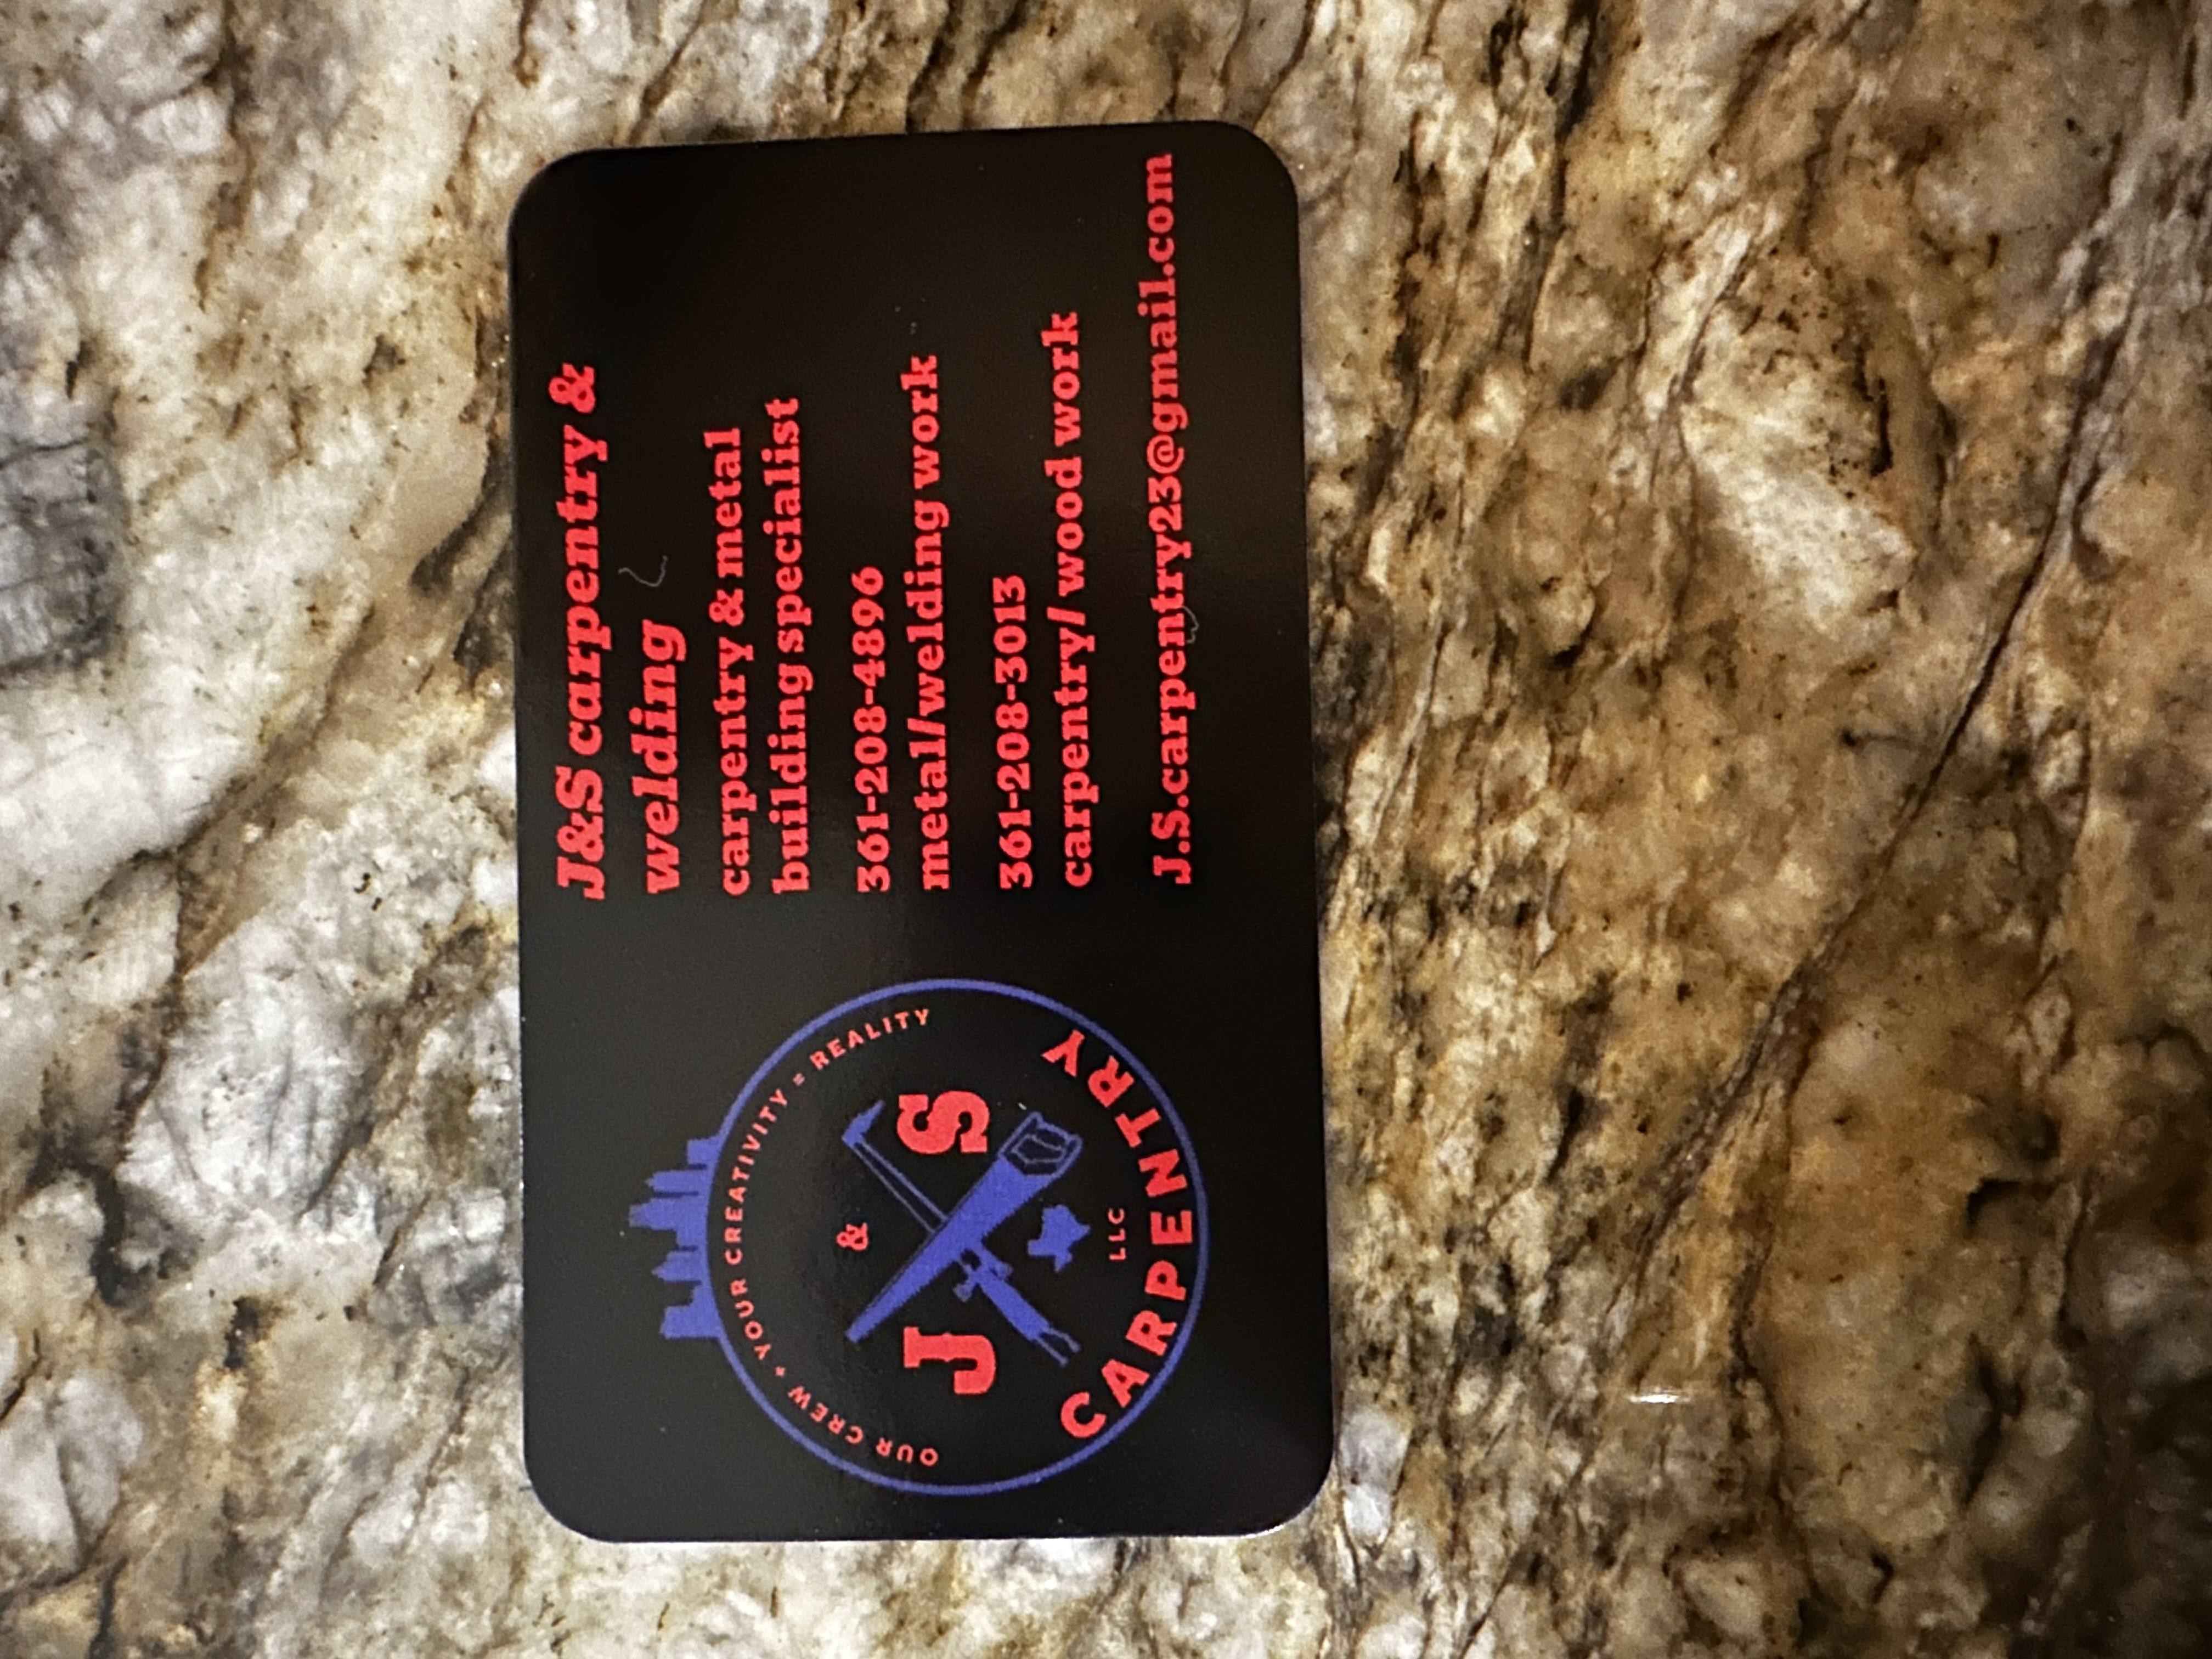 OUR CREW + YOUR CREATIVITY = REALITY
J & S
LLC
CARPENTRY
J&S carpentry &
welding
carpentry & metal
building specialist
361-208-4896
metal/welding work
361-208-3013
carpentry/ woood work
J.S.carpentry23@gmail.com